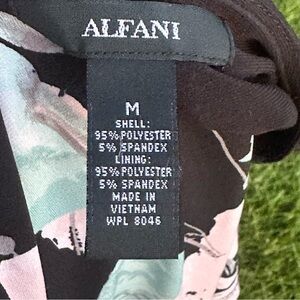 ALFANI
M
SHELL:
95% POLYESTER
5% SPANDEX
LINING:
95% POLYESTER
5% SPANDEX
MADE IN
VIETNAM
WPL 8046